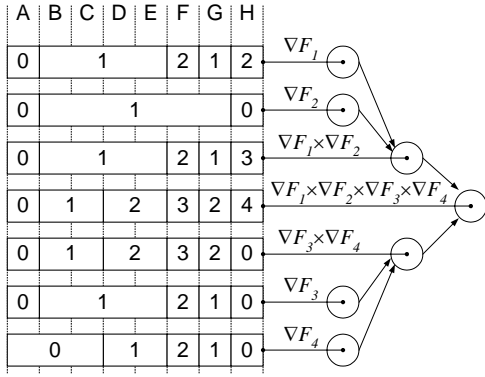 A B C D E F G H
0 1 2 1 2 ∇F₁
0 1 0 ∇F₂
0 1 2 1 3 ∇F₁×∇F₂
0 1 2 3 2 4 ∇F₁×∇F₂×∇F₃×∇F₄
0 1 2 3 2 0 ∇F₃×∇F₄
0 1 2 1 0 ∇F₃
0 1 2 1 0 ∇F₄